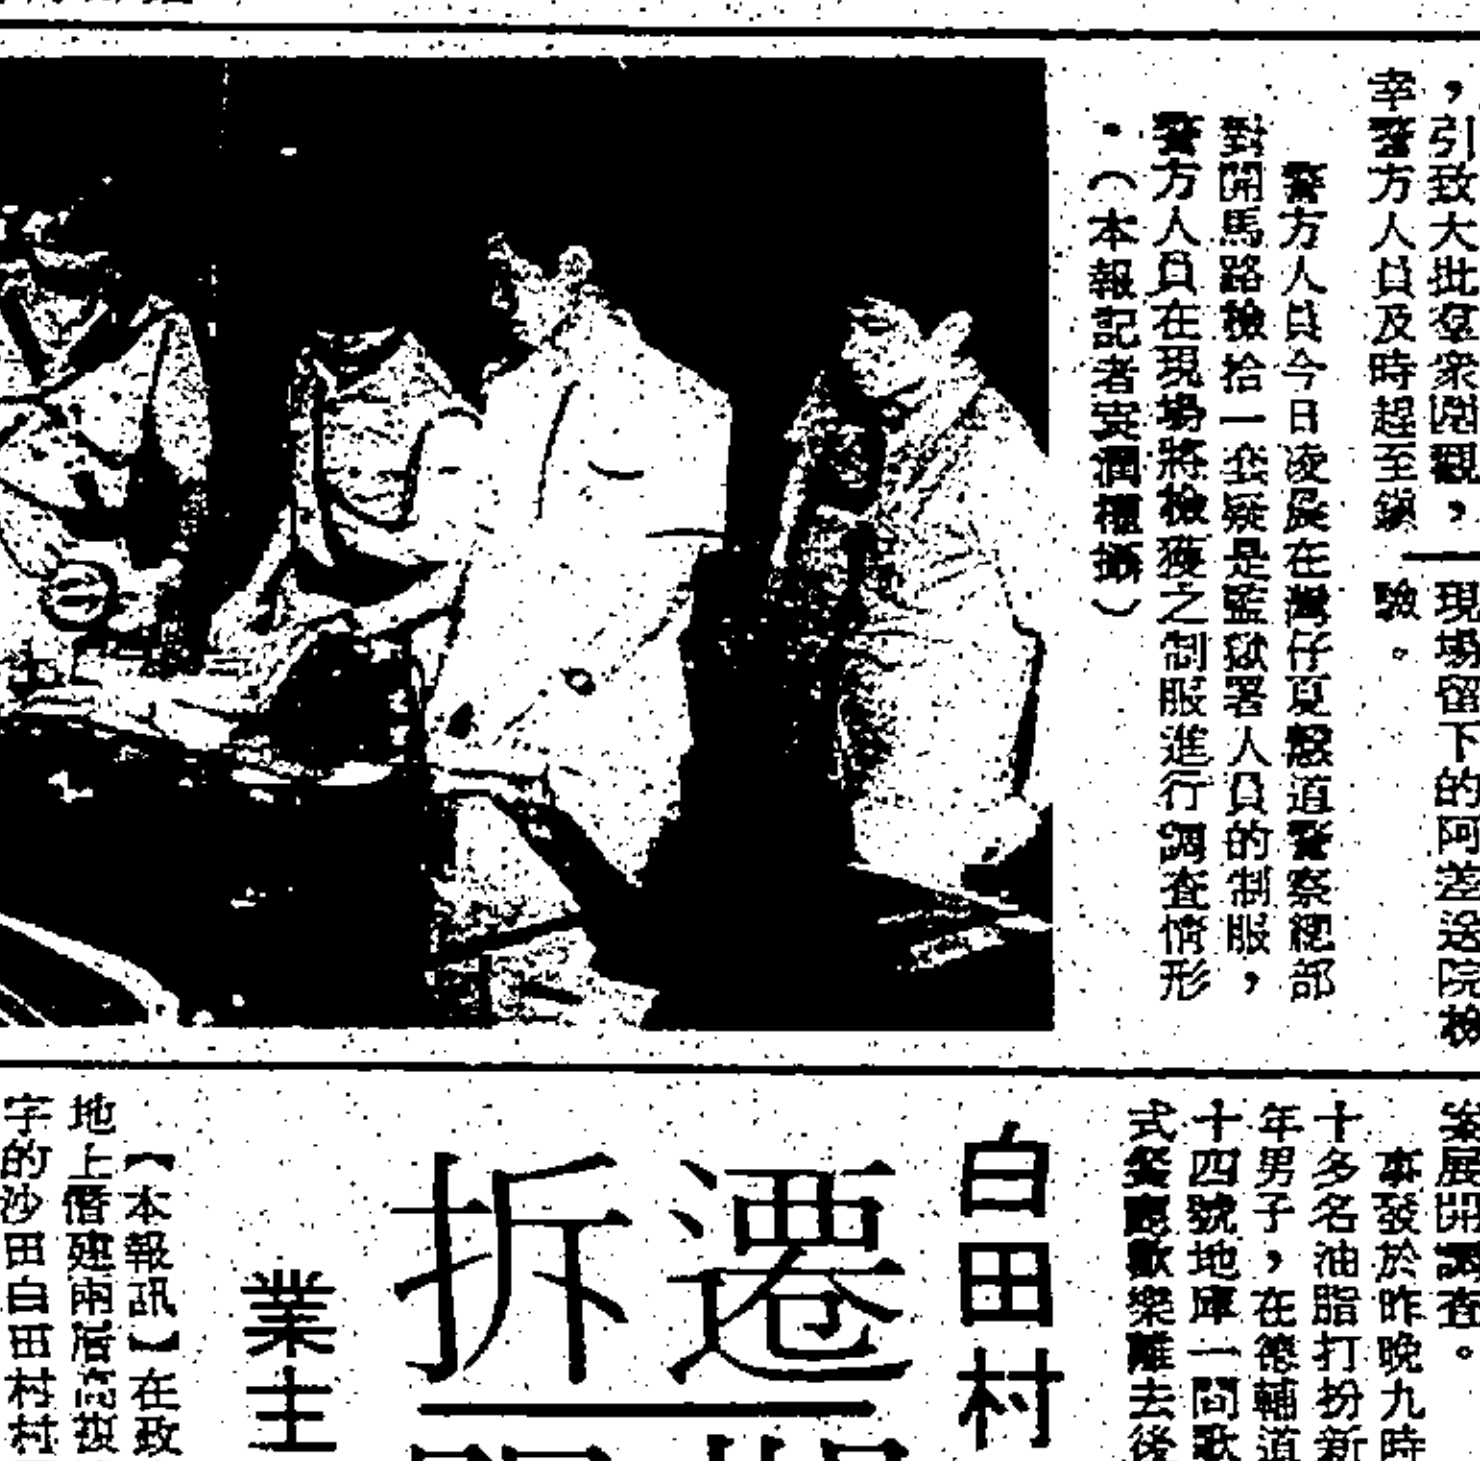 ，引致大批羣衆圍觀，
幸警方人員及時趕至鎮
現場留下的阿差送院檢
驗。
警方人員今日凌晨在灣仔夏慤道警察總部
對開馬路檢拾一套疑是監獄署人員的制服，
警方人員在現場將檢獲之制服進行調查情形
。（本報記者 潤權攝）
案展開調查。
事發於昨晚九時
十多名油脂打扮新
年男子，在德輔道
十四號地庫一間歌
式餐廳歡樂離去後
白田村
遷拆
業主
【本報訊】在政
地上僭建兩層高
字的沙田白田村村